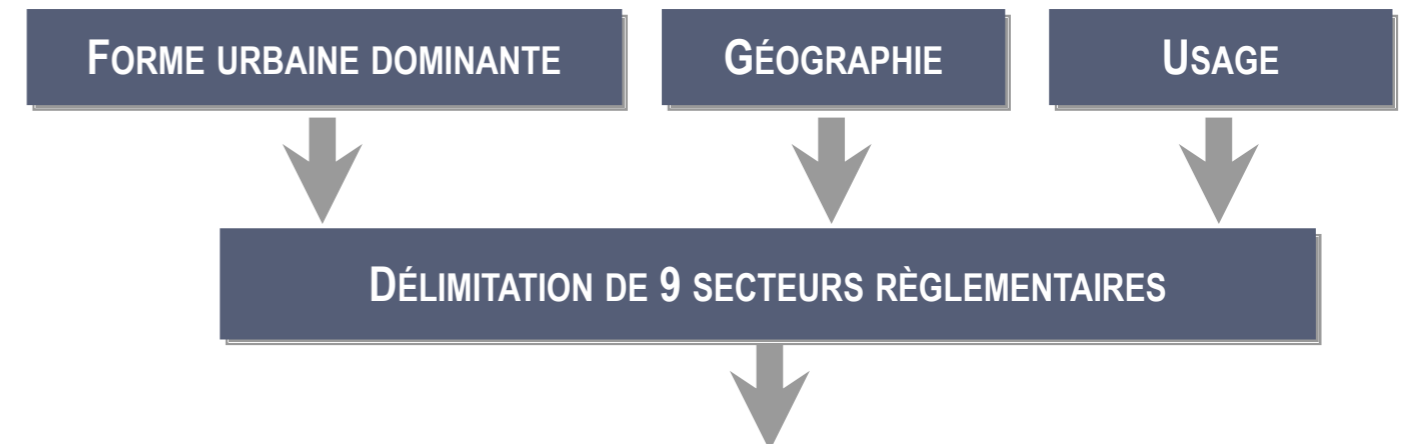 FORME URBAINE DOMINANTE
GÉOGRAPHIE
USAGE
DÉLIMITATION DE 9 SECTEURS RÈGLEMENTAIRES